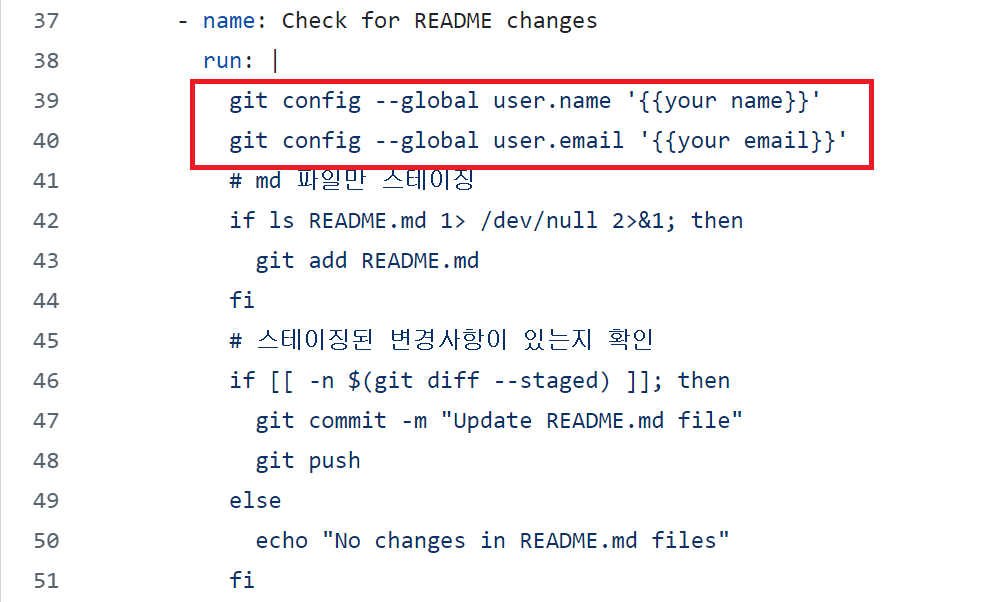 37 - name: Check for README changes
38 run: |
39 git config --global user.name '{{your name}}'
40 git config --global user.email '{{your email}}'
41 # md 파일만 스테이징
42 if ls README.md 1> /dev/null 2>&1; then
43 git add README.md
44 fi
45 # 스테이징된 변경사항이 있는지 확인
46 if [[ -n $(git diff --staged) ]]; then
47 git commit -m "Update README.md file"
48 git push
49 else
50 echo "No changes in README.md files"
51 fi